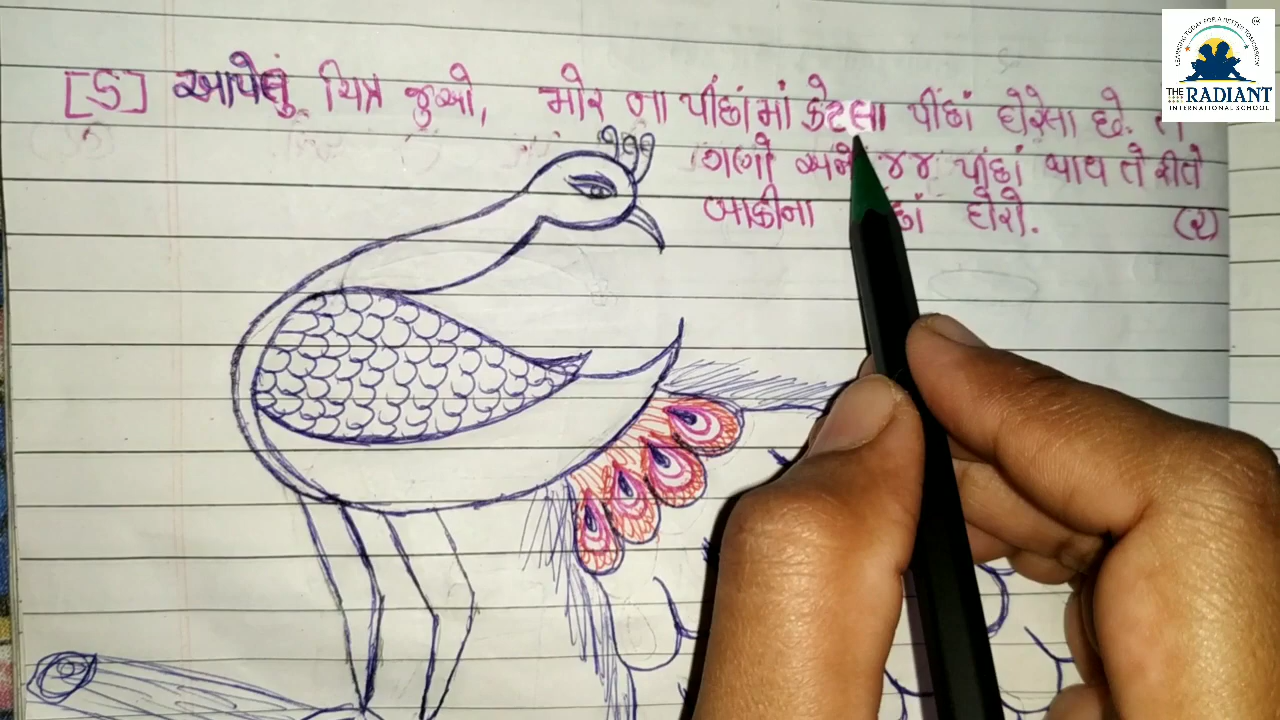 [5] આપેલું ચિત્ર જુઓ, મોર ના પીંછાંમાં કેટલા પીંછાં દોરેલા છે. તે
ગણો અને ૪૪ પીંછાં થાય તે રીતે
બાકીના દોરો. (૨)
THE RADIANT
INTERNATIONAL SCHOOL